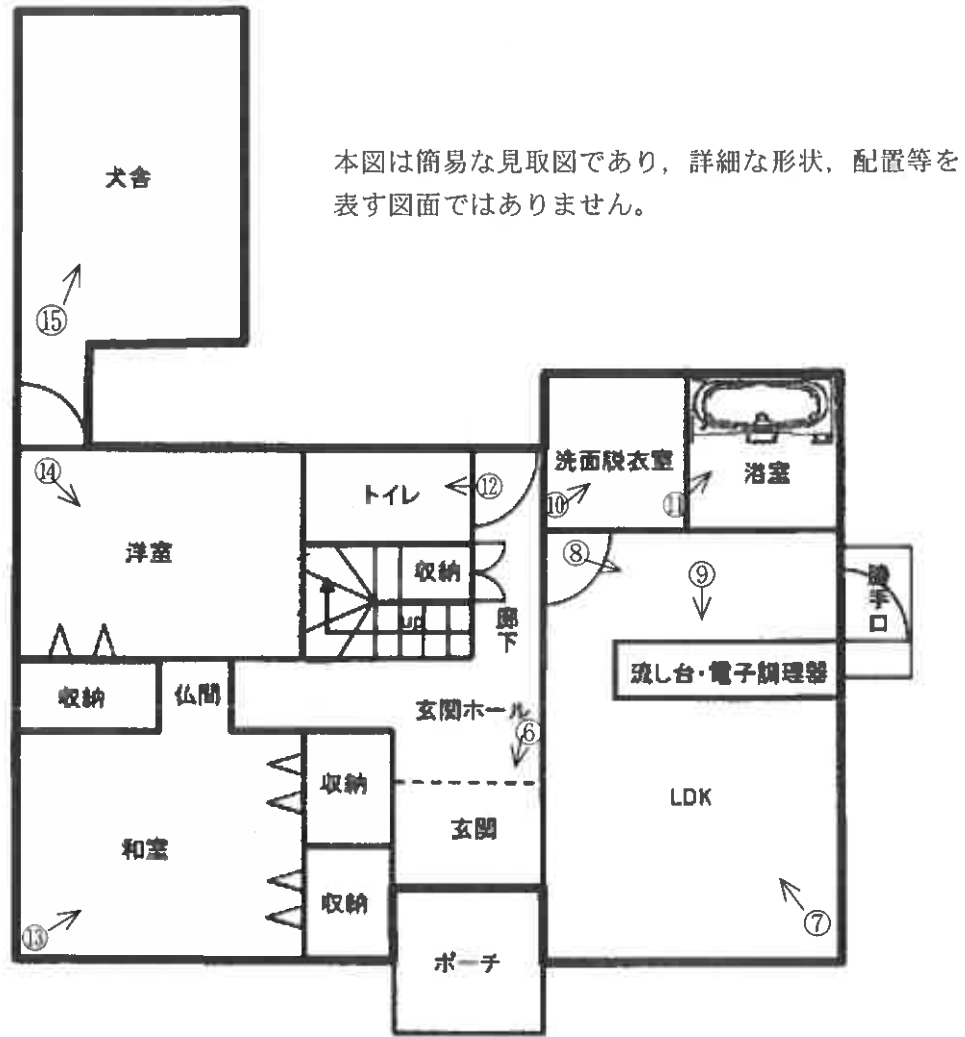 本図は簡易な見取図であり，詳細な形状，配置等を
表す図面ではありません。
犬舎
⑮
⑭
洋室
トイレ
⑫
洗面脱衣室
⑩
⑪
浴室
収納
up
廊下
⑧
⑨
勝手口
流し台・電子調理器
収納
仏間
玄関ホール
⑥
収納
LDK
玄関
和室
収納
⑬
⑦
ポーチ